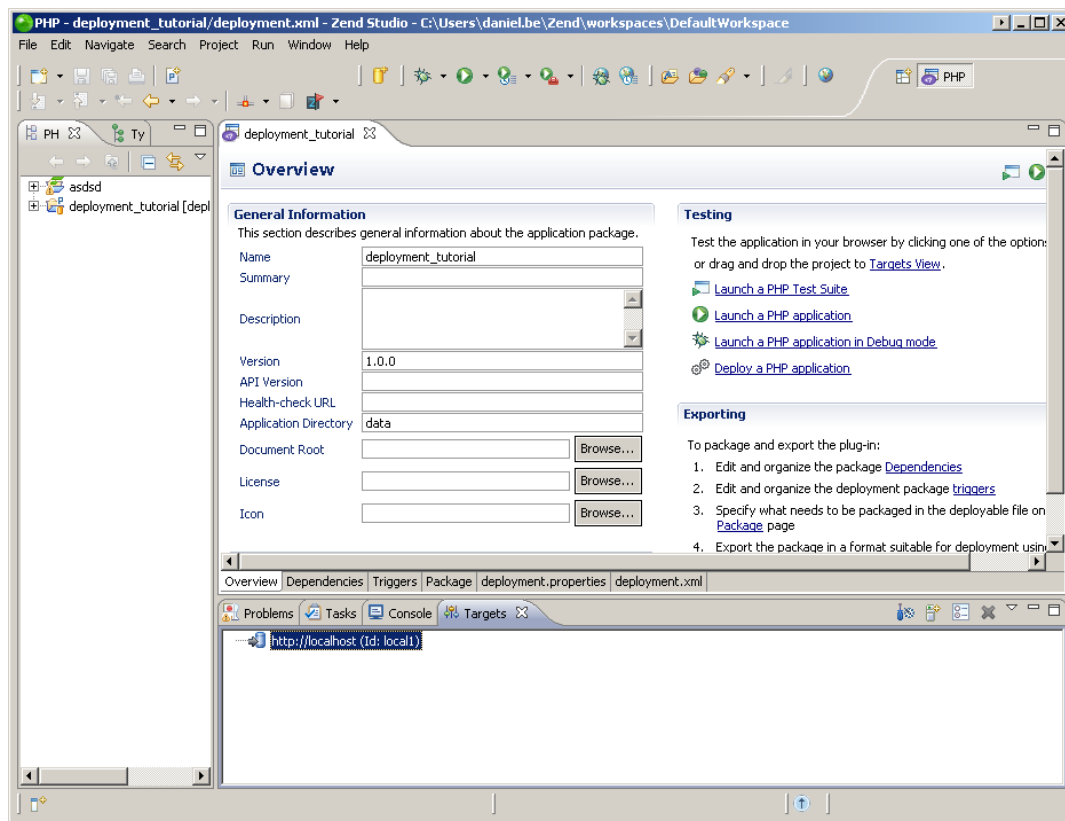 PHP - deployment_tutorial/deployment.xml - Zend Studio - C:\Users\daniel.be\Zend\workspaces\DefaultWorkspace
File Edit Navigate Search Project Run Window Help
PHP
PH
Ty
deployment_tutorial
asdsd
deployment_tutorial [depl
Overview
General Information
This section describes general information about the application package.
Name deployment_tutorial
Summary
Description
Version 1.0.0
API Version
Health-check URL
Application Directory data
Document Root Browse...
License Browse...
Icon Browse...
Testing
Test the application in your browser by clicking one of the options
or drag and drop the project to Targets View.
Launch a PHP Test Suite
Launch a PHP application
Launch a PHP application in Debug mode
Deploy a PHP application
Exporting
To package and export the plug-in:
1. Edit and organize the package Dependencies
2. Edit and organize the deployment package triggers
3. Specify what needs to be packaged in the deployable file on
Package page
4. Export the package in a format suitable for deployment using
Overview Dependencies Triggers Package deployment.properties deployment.xml
Problems Tasks Console Targets
http://localhost (Id: local1)